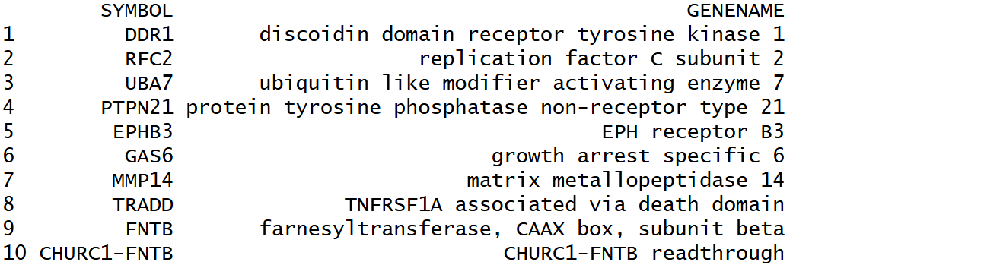 SYMBOL GENENAME
1 DDR1 discoidin domain receptor tyrosine kinase 1
2 RFC2 replication factor C subunit 2
3 UBA7 ubiquitin like modifier activating enzyme 7
4 PTPN21 protein tyrosine phosphatase non-receptor type 21
5 EPHB3 EPH receptor B3
6 GAS6 growth arrest specific 6
7 MMP14 matrix metallopeptidase 14
8 TRADD TNFRSF1A associated via death domain
9 FNTB farnesyltransferase, CAAX box, subunit beta
10 CHURC1-FNTB CHURC1-FNTB readthrough